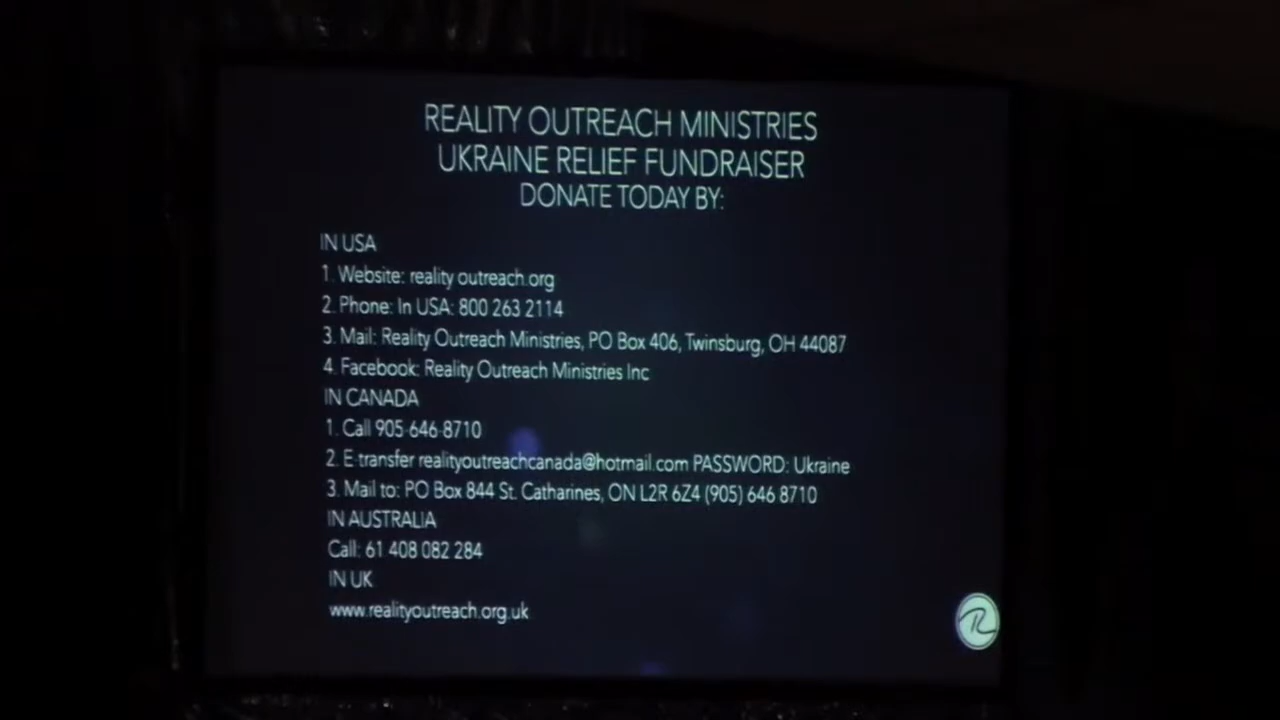 REALITY OUTREACH MINISTRIES
UKRAINE RELIEF FUNDRAISER
DONATE TODAY BY:
IN USA
1. Website: reality outreach.org
2. Phone: In USA: 800 263 2114
3. Mail: Reality Outreach Ministries, PO Box 406, Twinsburg, OH 44087
4. Facebook: Reality Outreach Ministries Inc
IN CANADA
1. Call 905-646-8710
2. E-transfer realityoutreachcanada@hotmail.com PASSWORD: Ukraine
3. Mail to: PO Box 844 St. Catharines, ON L2R 6Z4 (905) 646 8710
IN AUSTRALIA
Call: 61 408 082 284
IN UK
www.realityoutreach.org.uk
R